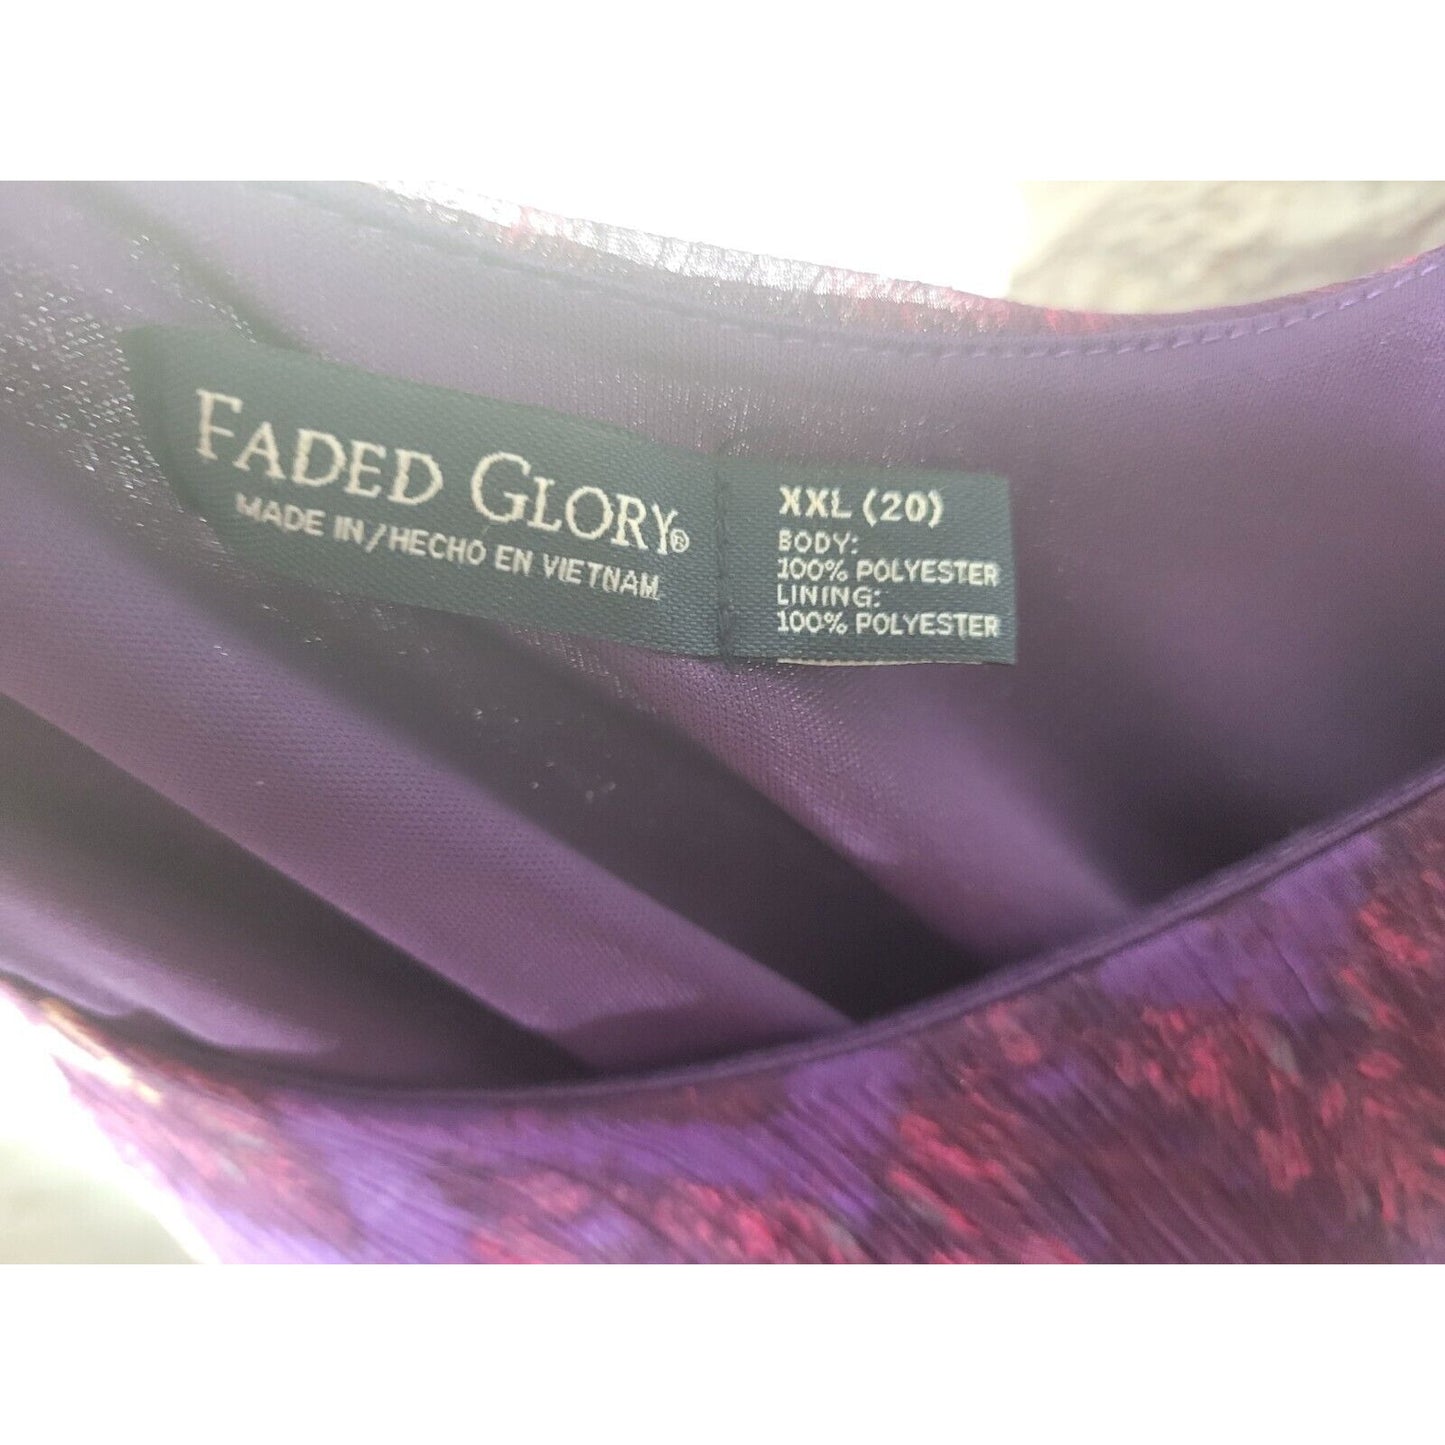 FADED GLORY®
MADE IN/HECHO EN VIETNAM
XXL (20)
BODY:
100% POLYESTER
LINING:
100% POLYESTER